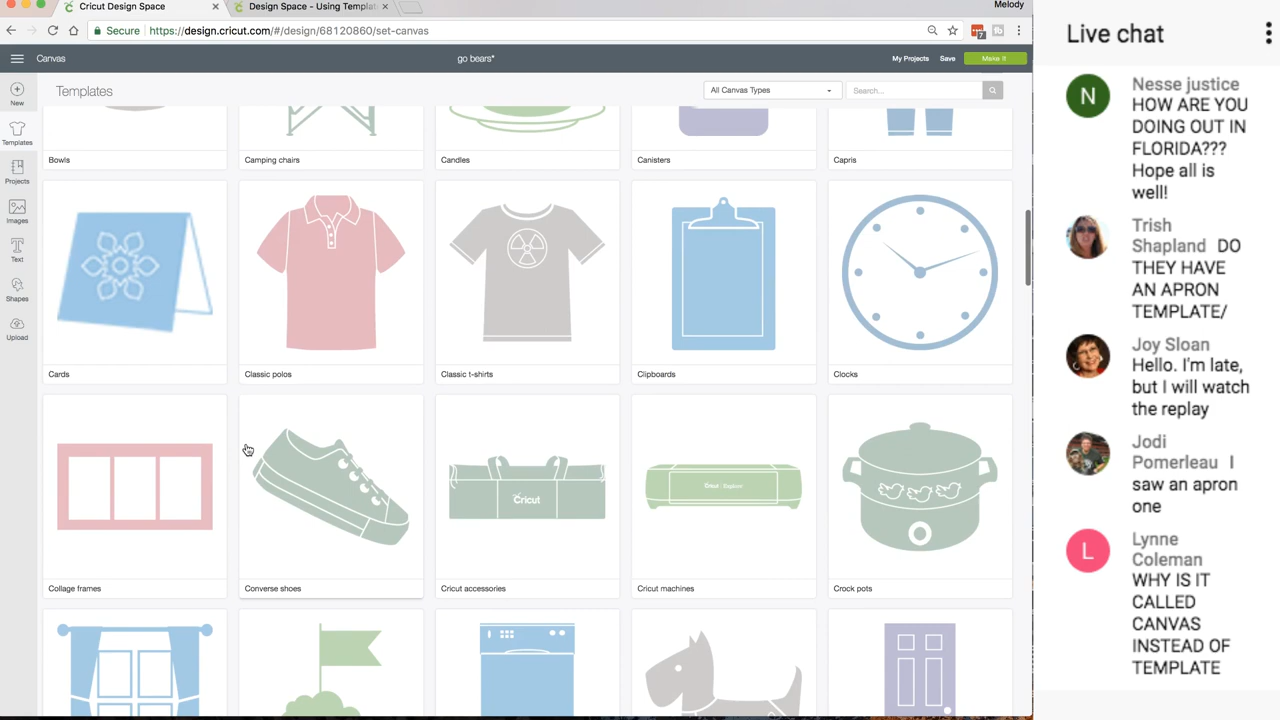 Cricut Design Space
Design Space - Using Templat
Melody
Secure
https://design.cricut.com/#/design/68120860/set-canvas
7
Canvas
go bears*
My Projects
Save
Make It
New
Templates
Projects
Images
Text
Shapes
Upload
Templates
All Canvas Types
Search...
Bowls
Camping chairs
Candles
Canisters
Capris
Cards
Classic polos
Classic t-shirts
Clipboards
Clocks
Cricut
Collage frames
Converse shoes
Cricut accessories
Cricut machines
Crock pots
Live chat
N
Nesse justice
HOW ARE YOU
DOING OUT IN
FLORIDA???
Hope all is
well!
Trish
Shapland DO
THEY HAVE
AN APRON
TEMPLATE/
Joy Sloan
Hello. I'm late,
but I will watch
the replay
Jodi
Pomerleau I
saw an apron
one
L
Lynne
Coleman
WHY IS IT
CALLED
CANVAS
INSTEAD OF
TEMPLATE